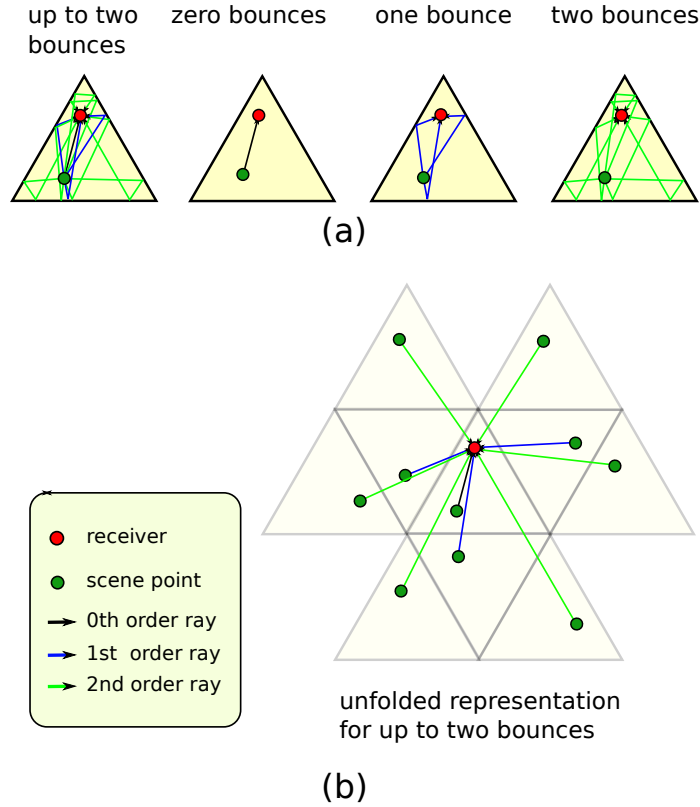 up to two
bounces
zero bounces
one bounce
two bounces
(a)
receiver
scene point
0th order ray
1st order ray
2nd order ray
unfolded representation
for up to two bounces
(b)